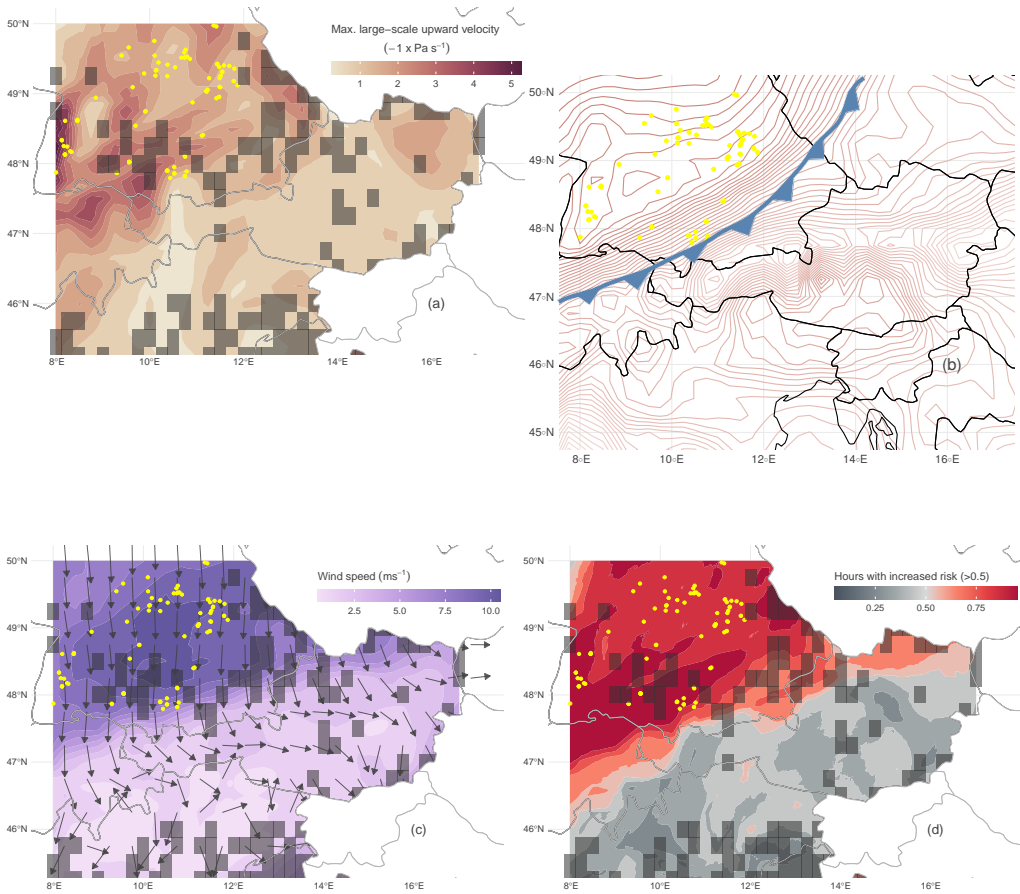 50°N
49°N
48°N
47°N
46°N
8°E
10°E
12°E
14°E
16°E
Max. large−scale upward velocity
(−1 x Pa s⁻¹)
1
2
3
4
5
(a)
50°N
49°N
48°N
47°N
46°N
45°N
8°E
10°E
12°E
14°E
16°E
(b)
50°N
49°N
48°N
47°N
46°N
8°E
10°E
12°E
14°E
16°E
Wind speed (ms⁻¹)
2.5
5.0
7.5
10.0
(c)
50°N
49°N
48°N
47°N
46°N
8°E
10°E
12°E
14°E
16°E
Hours with increased risk (>0.5)
0.25
0.50
0.75
(d)